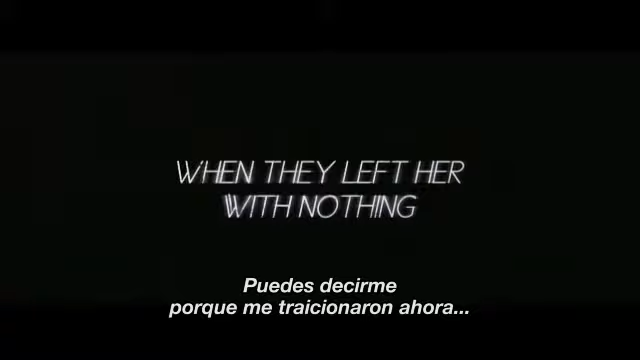 WHEN THEY LEFT HER
WITH NOTHING
Puedes decirme
porque me traicionaron ahora...